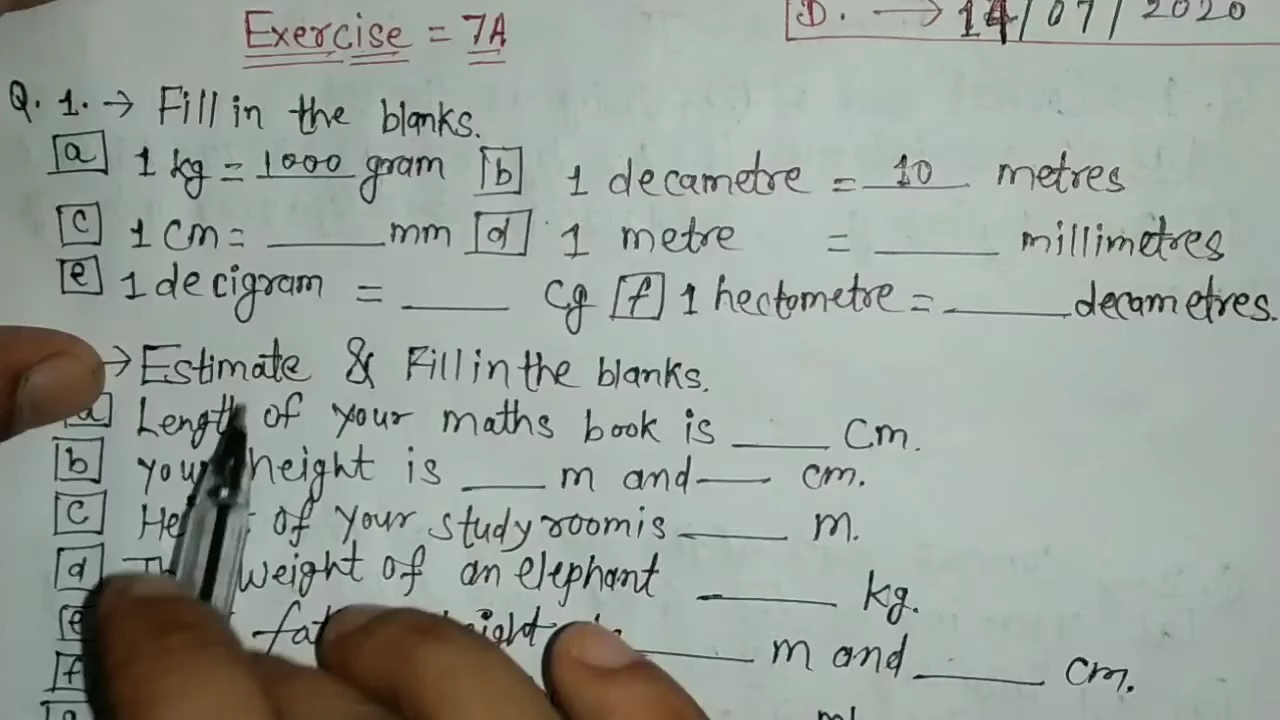 Exercise = 7A
D. → 14/07/2020
Q. 1. → Fill in the blanks.
[a] 1 kg = 1000 gram [b] 1 decametre = 10 metres
[c] 1 cm = ____ mm [d] 1 metre = ____ millimetres
[e] 1 decigram = ____ Cg [f] 1 hectometre = ____ decametres.
→ Estimate & Fill in the blanks.
[a] Length of your maths book is ____ Cm.
[b] your height is ____ m and ____ cm.
[c] of your study room is ____ m.
[d] weight of an elephant ____ kg.
[e] ____ m and ____ cm.
[f]
ml